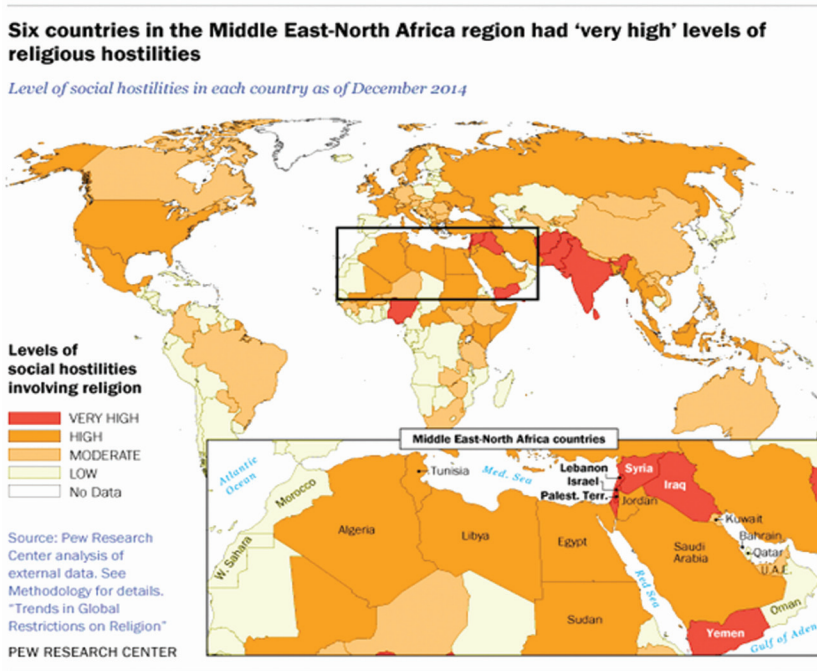 Six countries in the Middle East-North Africa region had ‘very high’ levels of
religious hostilities
Level of social hostilities in each country as of December 2014
Levels of
social hostilities
involving religion
VERY HIGH
HIGH
MODERATE
LOW
No Data
Source: Pew Research
Center analysis of
external data. See
Methodology for details.
“Trends in Global
Restrictions on Religion”
PEW RESEARCH CENTER
Middle East-North Africa countries
Atlantic
Ocean
Morocco
W. Sahara
Algeria
Tunisia
Med. Sea
Libya
Egypt
Sudan
Lebanon
Israel
Palest. Terr.
Syria
Iraq
Jordan
Kuwait
Saudi
Arabia
Bahrain
Qatar
U.A.E.
Oman
Red Sea
Yemen
Gulf of Aden